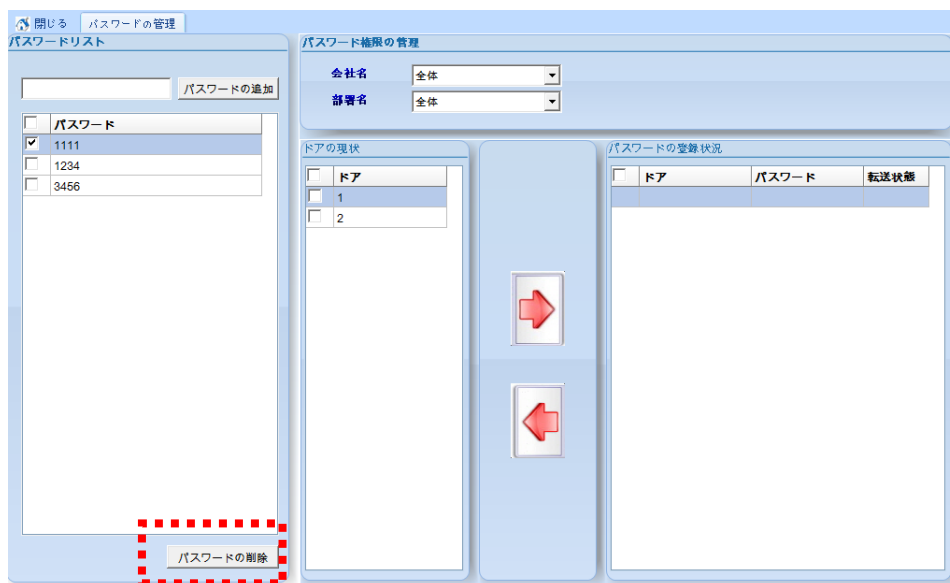 閉じる パスワードの管理
パスワードリスト
パスワードの追加
パスワード
1111
1234
3456
パスワードの削除
パスワード権限の管理
会社名 全体
部署名 全体
ドアの現状
ドア
1
2
パスワードの登録状況
ドア パスワード 転送状態